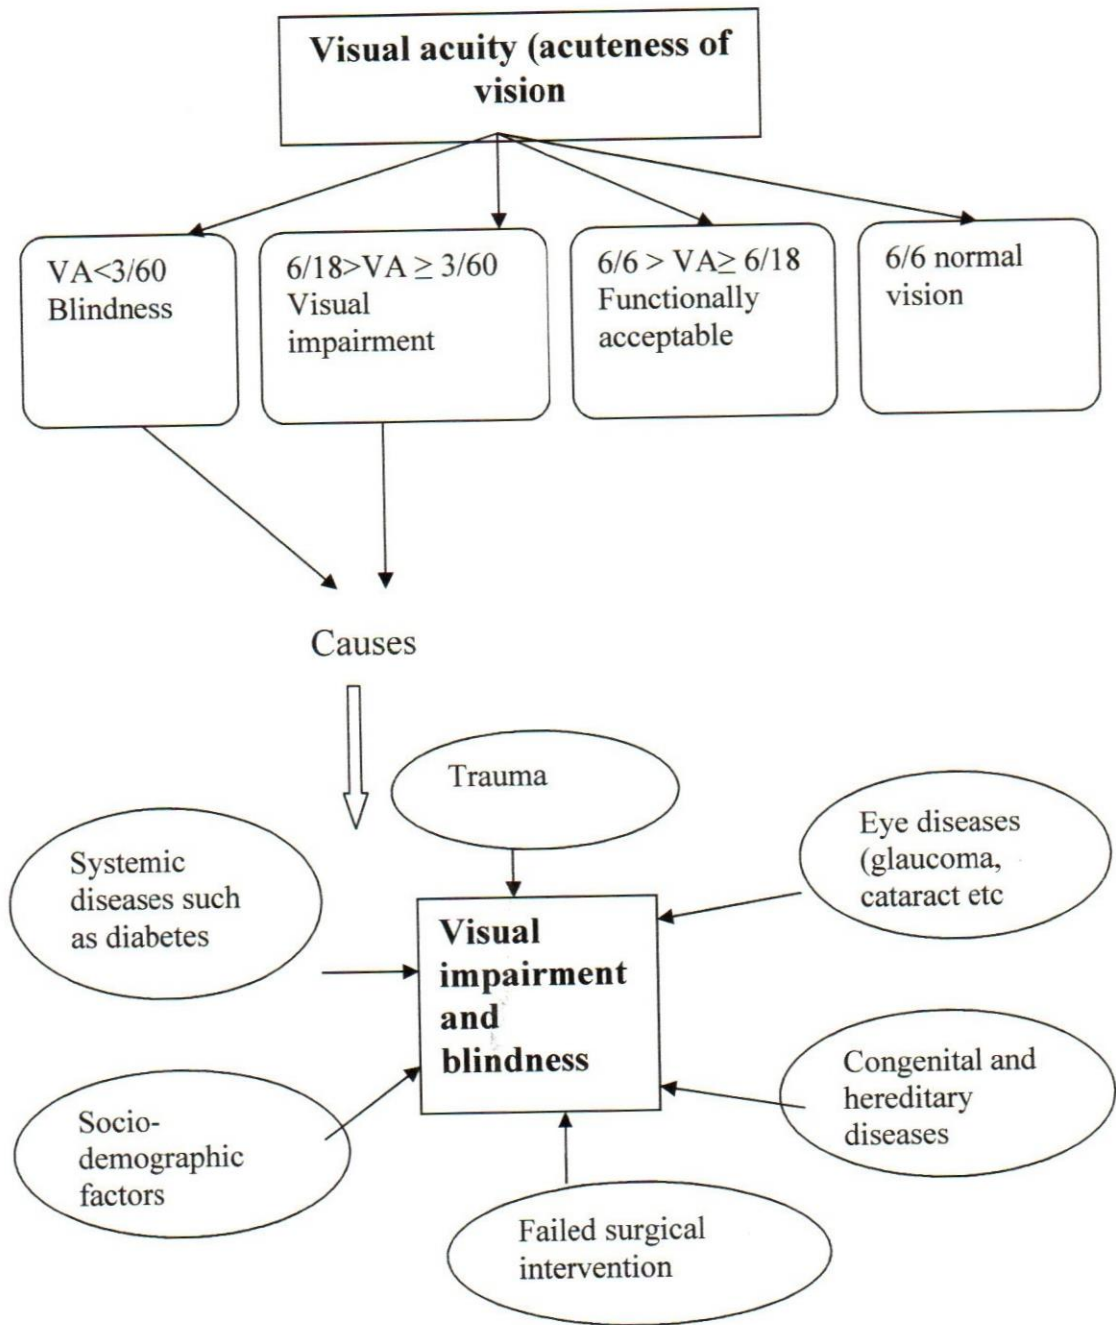 Visual acuity (acuteness of
vision
VA<3/60
Blindness
6/18>VA ≥ 3/60
Visual
impairment
6/6 > VA≥ 6/18
Functionally
acceptable
6/6 normal
vision
Causes
Trauma
Eye diseases
(glaucoma,
cataract etc
Systemic
diseases such
as diabetes
Visual
impairment
and
blindness
Congenital and
hereditary
diseases
Socio-
demographic
factors
Failed surgical
intervention